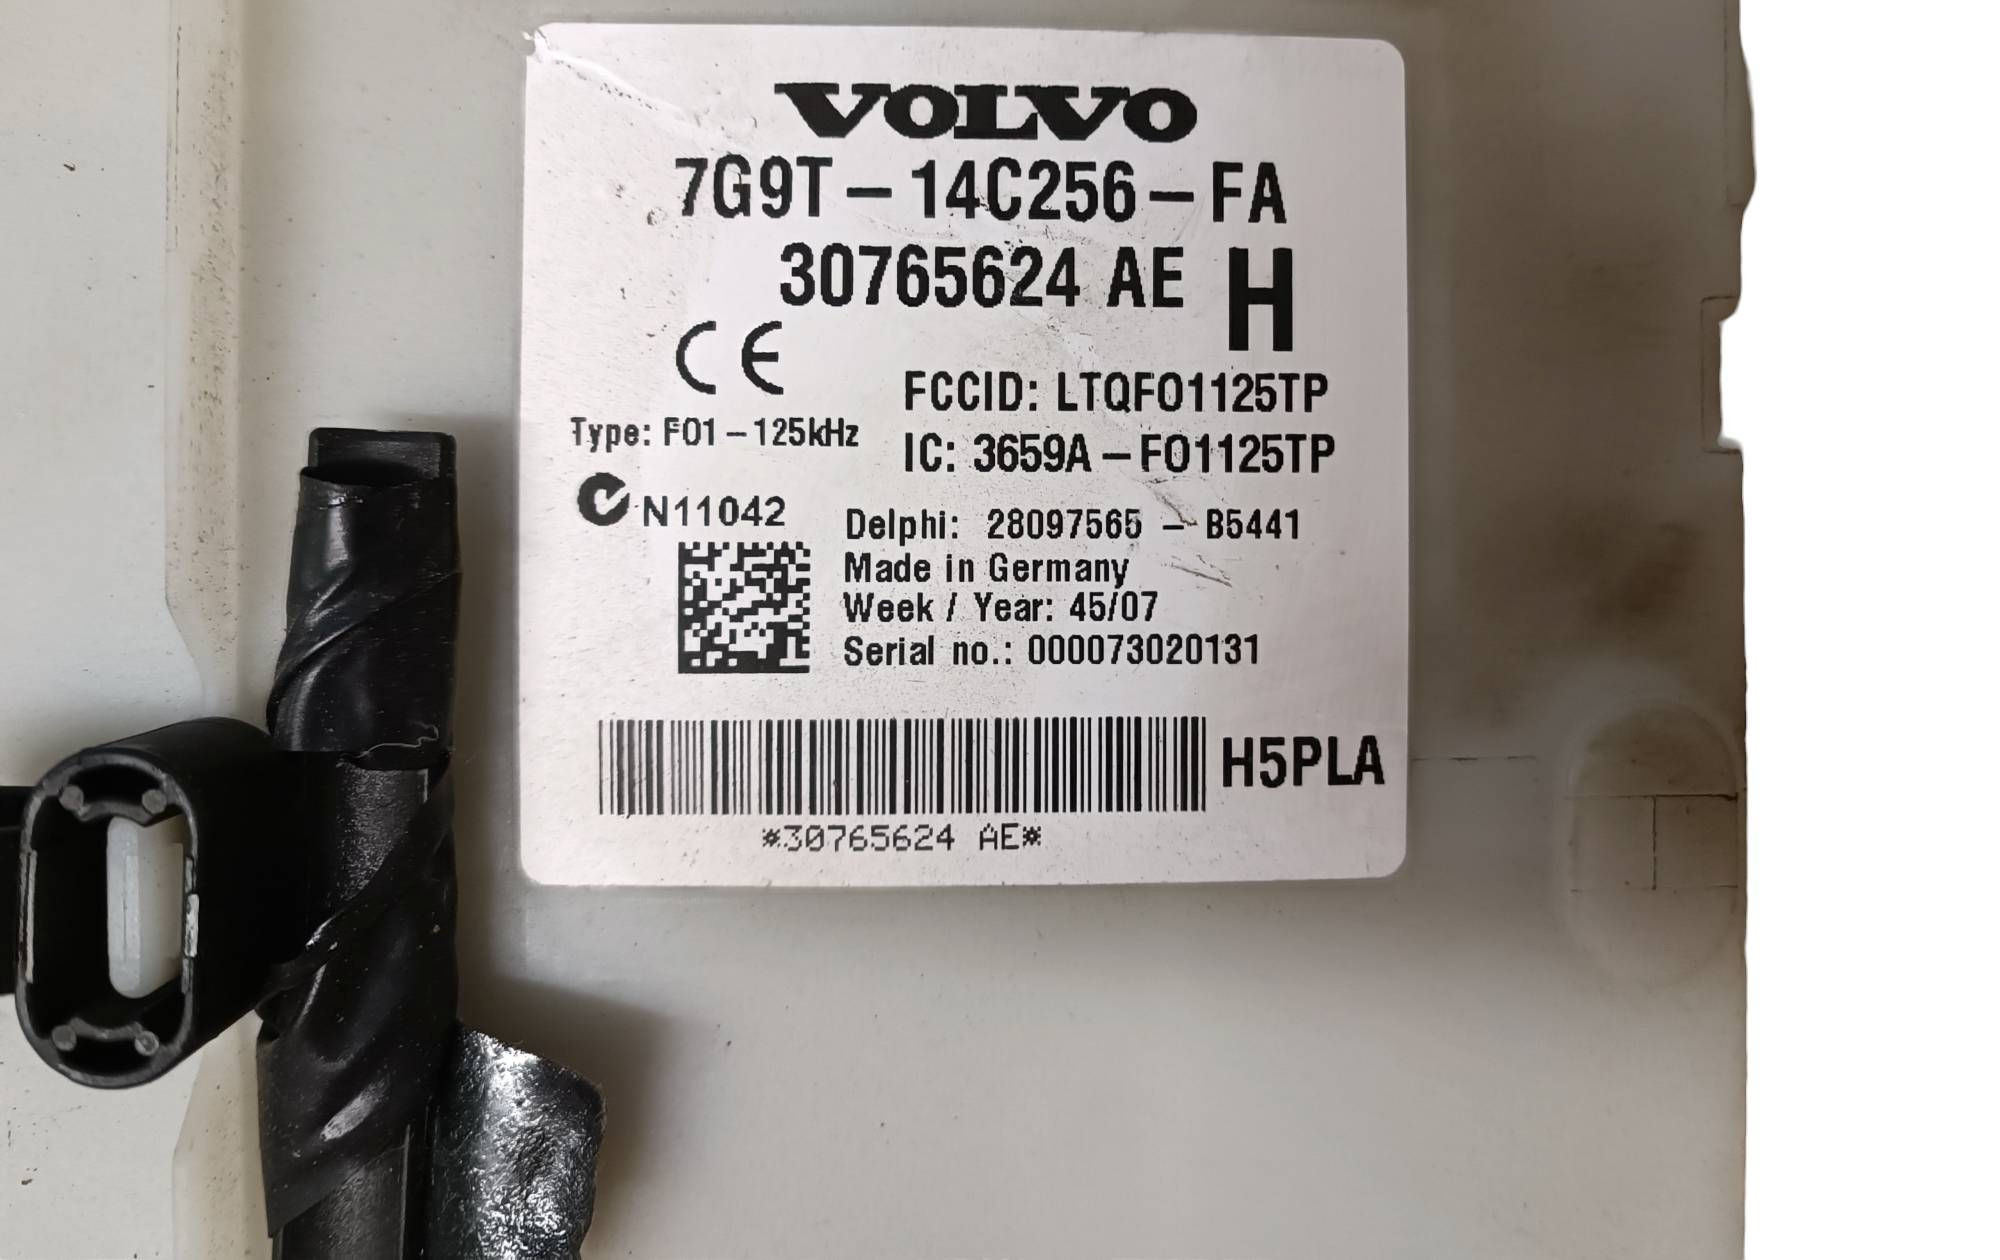 VOLVO
7G9T-14C256-FA
30765624 AE H
CE
FCCID: LTQFO1125TP
Type: FO1-125kHz
IC: 3659A-FO1125TP
N11042
Delphi: 28097565 - B5441
Made in Germany
Week / Year: 45/07
Serial no.: 000073020131
H5PLA
*30765624 AE*